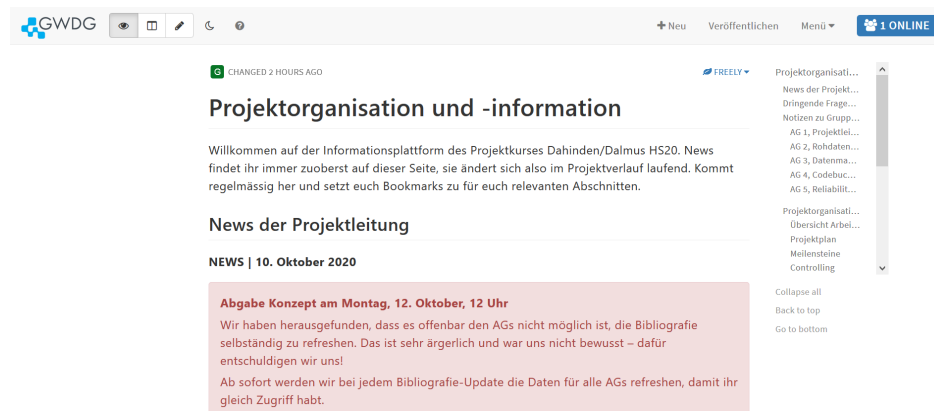 GWDG
+ Neu
Veröffentlichen
Menü
1 ONLINE
G CHANGED 2 HOURS AGO
FREELY
Projektorganisation und -information
Willkommen auf der Informationsplattform des Projektkurses Dahinden/Dalmus HS20. News
findet ihr immer zuoberst auf dieser Seite, sie ändert sich also im Projektverlauf laufend. Kommt
regelmässig her und setzt euch Bookmarks zu für euch relevanten Abschnitten.
News der Projektleitung
NEWS | 10. Oktober 2020
Abgabe Konzept am Montag, 12. Oktober, 12 Uhr
Wir haben herausgefunden, dass es offenbar den AGs nicht möglich ist, die Bibliografie
selbständig zu refreshen. Das ist sehr ärgerlich und war uns nicht bewusst – dafür
entschuldigen wir uns!
Ab sofort werden wir bei jedem Bibliografie-Update die Daten für alle AGs refreshen, damit ihr
gleich Zugriff habt.
Projektorganisati...
News der Projekt...
Dringende Frage...
Notizen zu Grupp...
AG 1, Projektlei...
AG 2, Rohdaten...
AG 3, Datenma...
AG 4, Codebuc...
AG 5, Reliabilit...
Projektorganisati...
Übersicht Arbei...
Projektplan
Meilensteine
Controlling
Collapse all
Back to top
Go to bottom